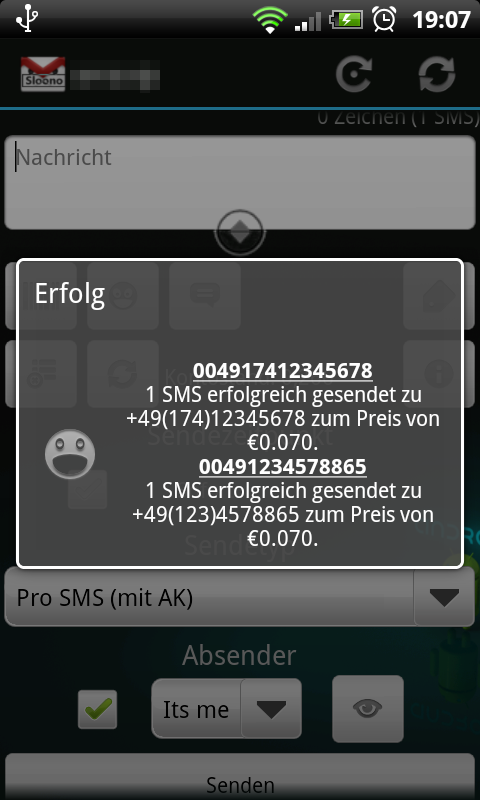 19:07
Sloono
0 Zeichen (1 SMS)
Nachricht
Erfolg
004917412345678
1 SMS erfolgreich gesendet zu
+49(174)12345678 zum Preis von
€0.070.
00491234578865
1 SMS erfolgreich gesendet zu
+49(123)4578865 zum Preis von
€0.070.
Sendetyp
Pro SMS (mit AK)
Absender
Its me
Senden